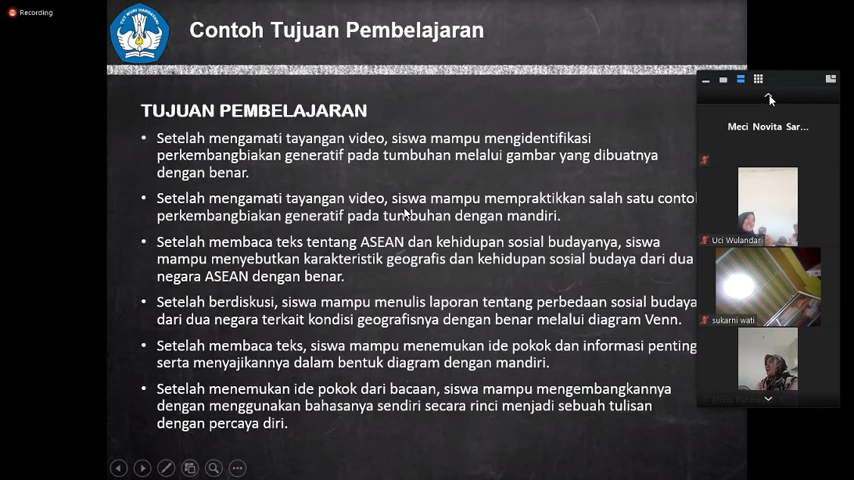 Recording
TUT WURI HANDAYANI
Contoh Tujuan Pembelajaran
TUJUAN PEMBELAJARAN
• Setelah mengamati tayangan video, siswa mampu mengidentifikasi
perkembangbiakan generatif pada tumbuhan melalui gambar yang dibuatnya
dengan benar.
• Setelah mengamati tayangan video, siswa mampu mempraktikkan salah satu contol
perkembangbiakan generatif pada tumbuhan dengan mandiri.
• Setelah membaca teks tentang ASEAN dan kehidupan sosial budayanya, siswa
mampu menyebutkan karakteristik geografis dan kehidupan sosial budaya dari dua
negara ASEAN dengan benar.
• Setelah berdiskusi, siswa mampu menulis laporan tentang perbedaan sosial budaya
dari dua negara terkait kondisi geografisnya dengan benar melalui diagram Venn.
• Setelah membaca teks, siswa mampu menemukan ide pokok dan informasi penting
serta menyajikannya dalam bentuk diagram dengan mandiri.
• Setelah menemukan ide pokok dari bacaan, siswa mampu mengembangkannya
dengan menggunakan bahasanya sendiri secara rinci menjadi sebuah tulisan
dengan percaya diri.
Meci Novita Sar...
Uci Wulandari
sukarni wati